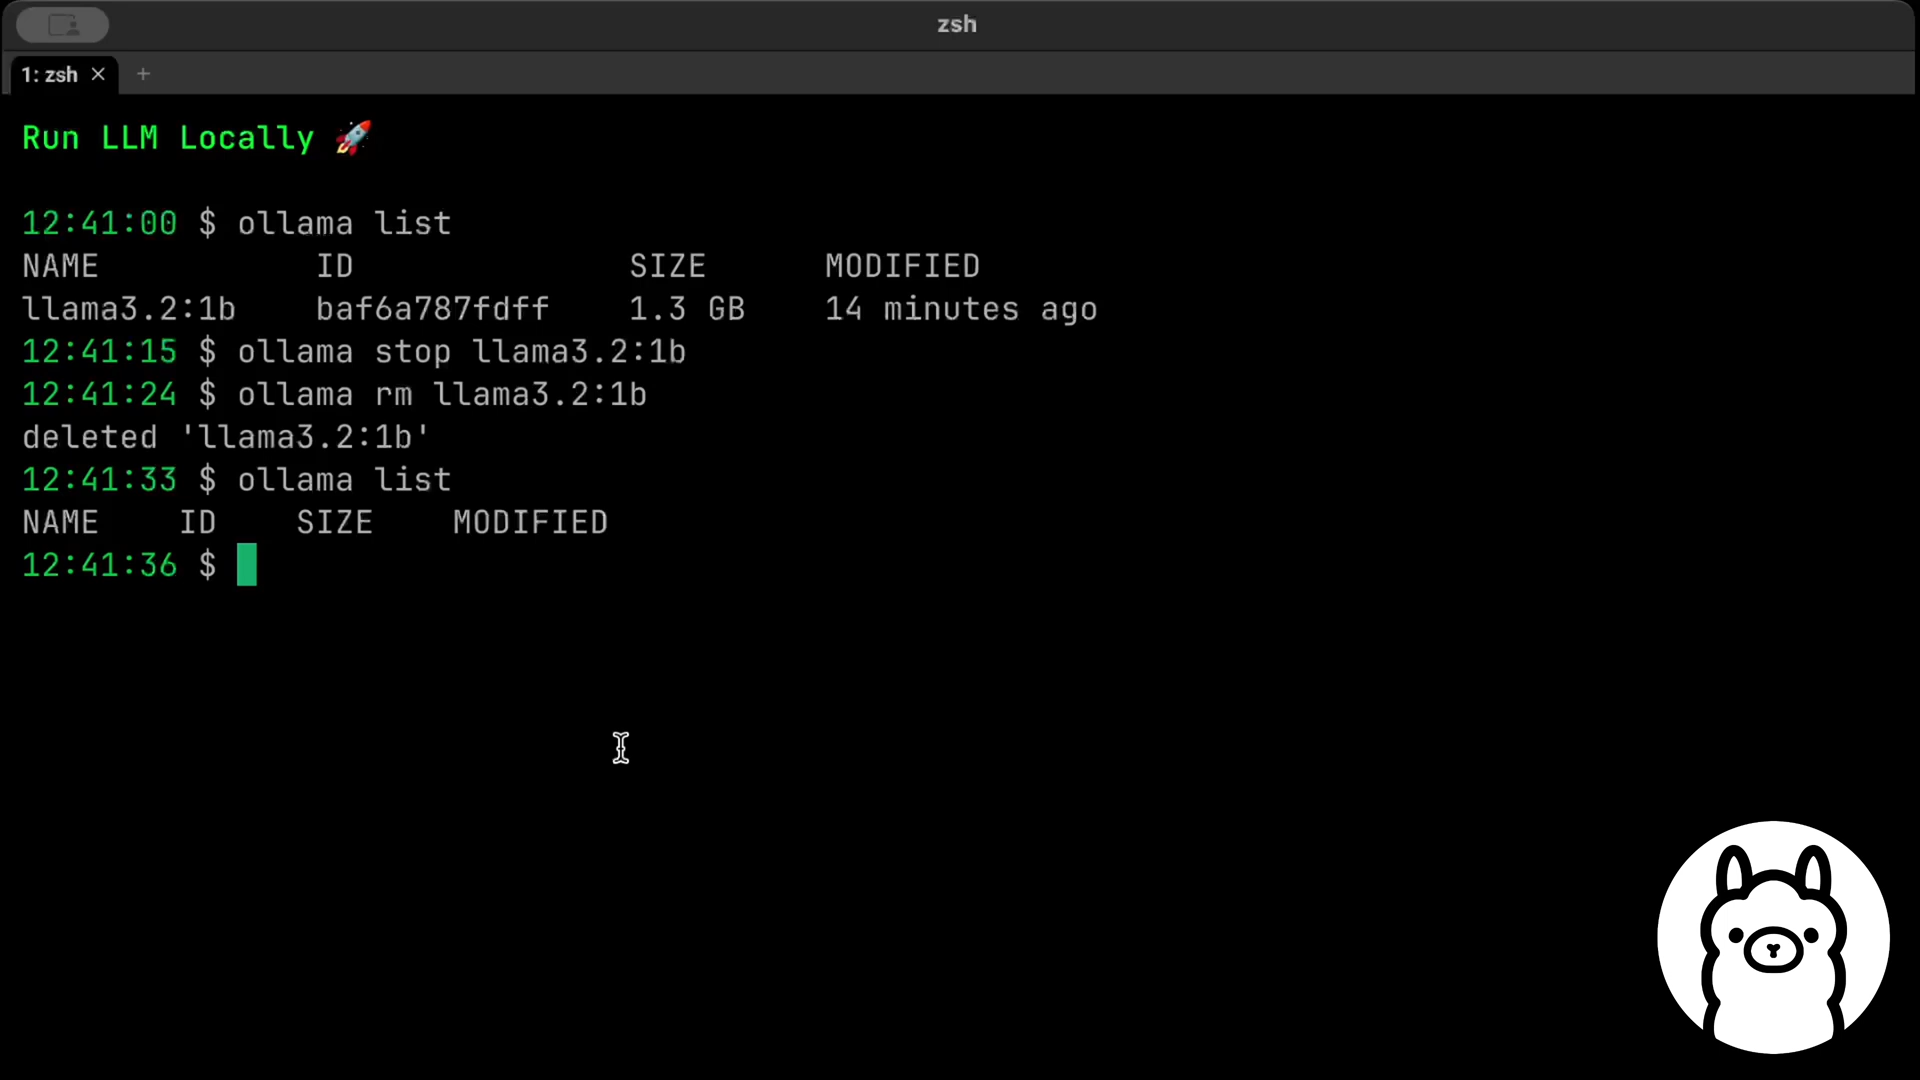 zsh
1: zsh × +
Run LLM Locally 🚀
12:41:00 $ ollama list
NAME ID SIZE MODIFIED
llama3.2:1b baf6a787fdff 1.3 GB 14 minutes ago
12:41:15 $ ollama stop llama3.2:1b
12:41:24 $ ollama rm llama3.2:1b
deleted 'llama3.2:1b'
12:41:33 $ ollama list
NAME ID SIZE MODIFIED
12:41:36 $